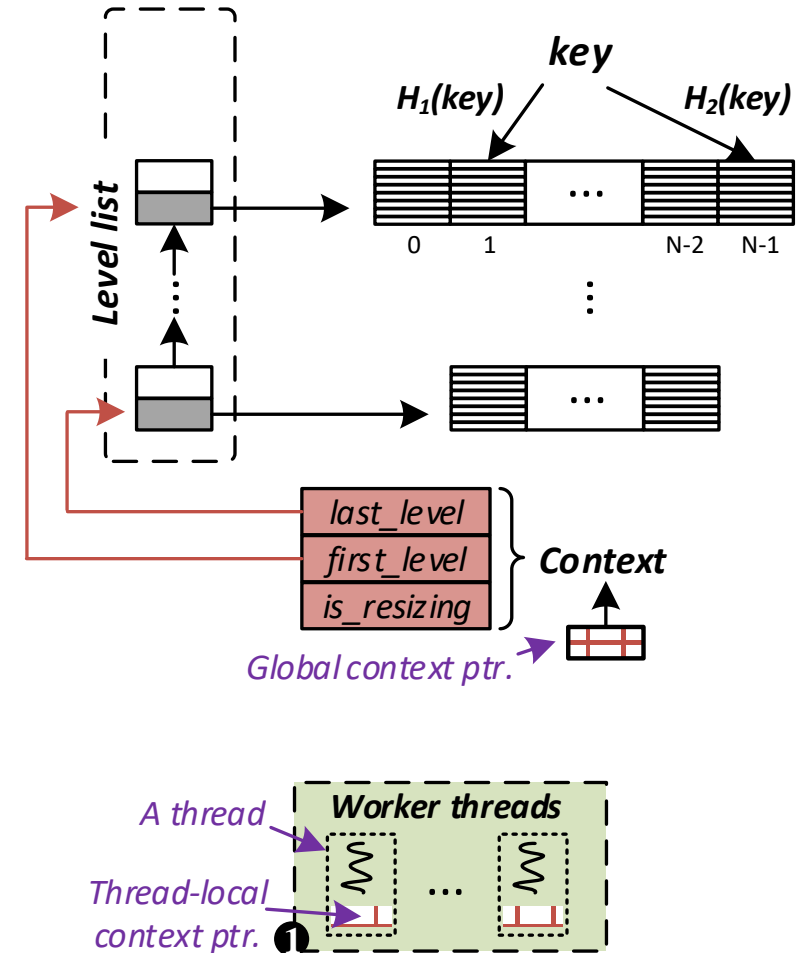 key
H₁(key)
H₂(key)
Level list
...
0
1
N-2
N-1
...
last_level
first_level
is_resizing
Context
Global context ptr.
Worker threads
A thread
...
Thread-local
context ptr.
1